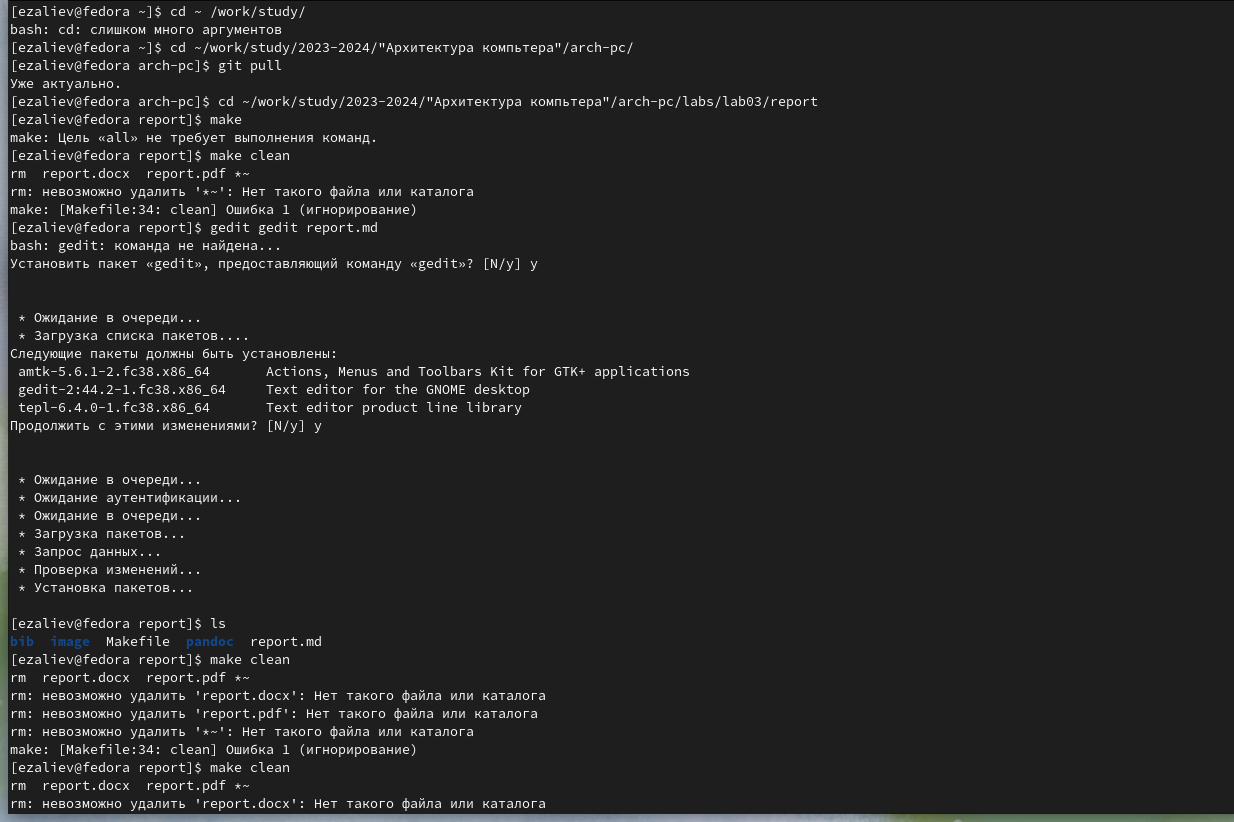 [ezaliev@fedora ~]$ cd ~ /work/study/
bash: cd: слишком много аргументов
[ezaliev@fedora ~]$ cd ~/work/study/2023-2024/"Архитектура компьтера"/arch-pc/
[ezaliev@fedora arch-pc]$ git pull
Уже актуально.
[ezaliev@fedora arch-pc]$ cd ~/work/study/2023-2024/"Архитектура компьтера"/arch-pc/labs/lab03/report
[ezaliev@fedora report]$ make
make: Цель «all» не требует выполнения команд.
[ezaliev@fedora report]$ make clean
rm  report.docx  report.pdf *~
rm: невозможно удалить '*~': Нет такого файла или каталога
make: [Makefile:34: clean] Ошибка 1 (игнорирование)
[ezaliev@fedora report]$ gedit gedit report.md
bash: gedit: команда не найдена...
Установить пакет «gedit», предоставляющий команду «gedit»? [N/y] y
* Ожидание в очереди...
* Загрузка списка пакетов....
Следующие пакеты должны быть установлены:
amtk-5.6.1-2.fc38.x86_64       Actions, Menus and Toolbars Kit for GTK+ applications
gedit-2:44.2-1.fc38.x86_64     Text editor for the GNOME desktop
tepl-6.4.0-1.fc38.x86_64       Text editor product line library
Продолжить с этими изменениями? [N/y] y
* Ожидание в очереди...
* Ожидание аутентификации...
* Ожидание в очереди...
* Загрузка пакетов...
* Запрос данных...
* Проверка изменений...
* Установка пакетов...
[ezaliev@fedora report]$ ls
bib  image  Makefile  pandoc  report.md
[ezaliev@fedora report]$ make clean
rm  report.docx  report.pdf *~
rm: невозможно удалить 'report.docx': Нет такого файла или каталога
rm: невозможно удалить 'report.pdf': Нет такого файла или каталога
rm: невозможно удалить '*~': Нет такого файла или каталога
make: [Makefile:34: clean] Ошибка 1 (игнорирование)
[ezaliev@fedora report]$ make clean
rm  report.docx  report.pdf *~
rm: невозможно удалить 'report.docx': Нет такого файла или каталога